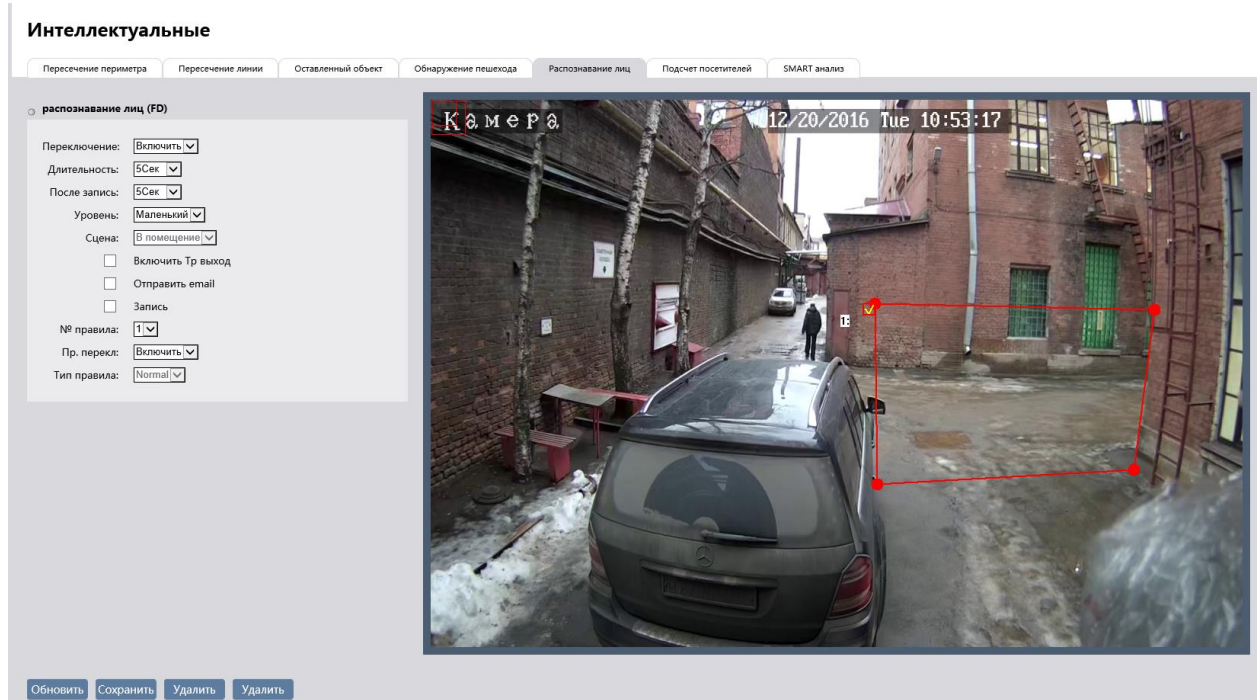 Интеллектуальные
Пересечение периметра Пересечение линии Оставленный объект Обнаружение пешехода Распознавание лиц Подсчет посетителей SMART анализ
распознавание лиц (FD)
Переключение: Включить
Длительность: 5Сек
После запись: 5Сек
Уровень: Маленький
Сцена: В помещение
Включить Тр выход
Отправить email
Запись
№ правила: 1
Пр. перекл: Включить
Тип правила: Normal
Камера 12/20/2016 Tue 10:53:17
1:
Обновить Сохранить Удалить Удалить